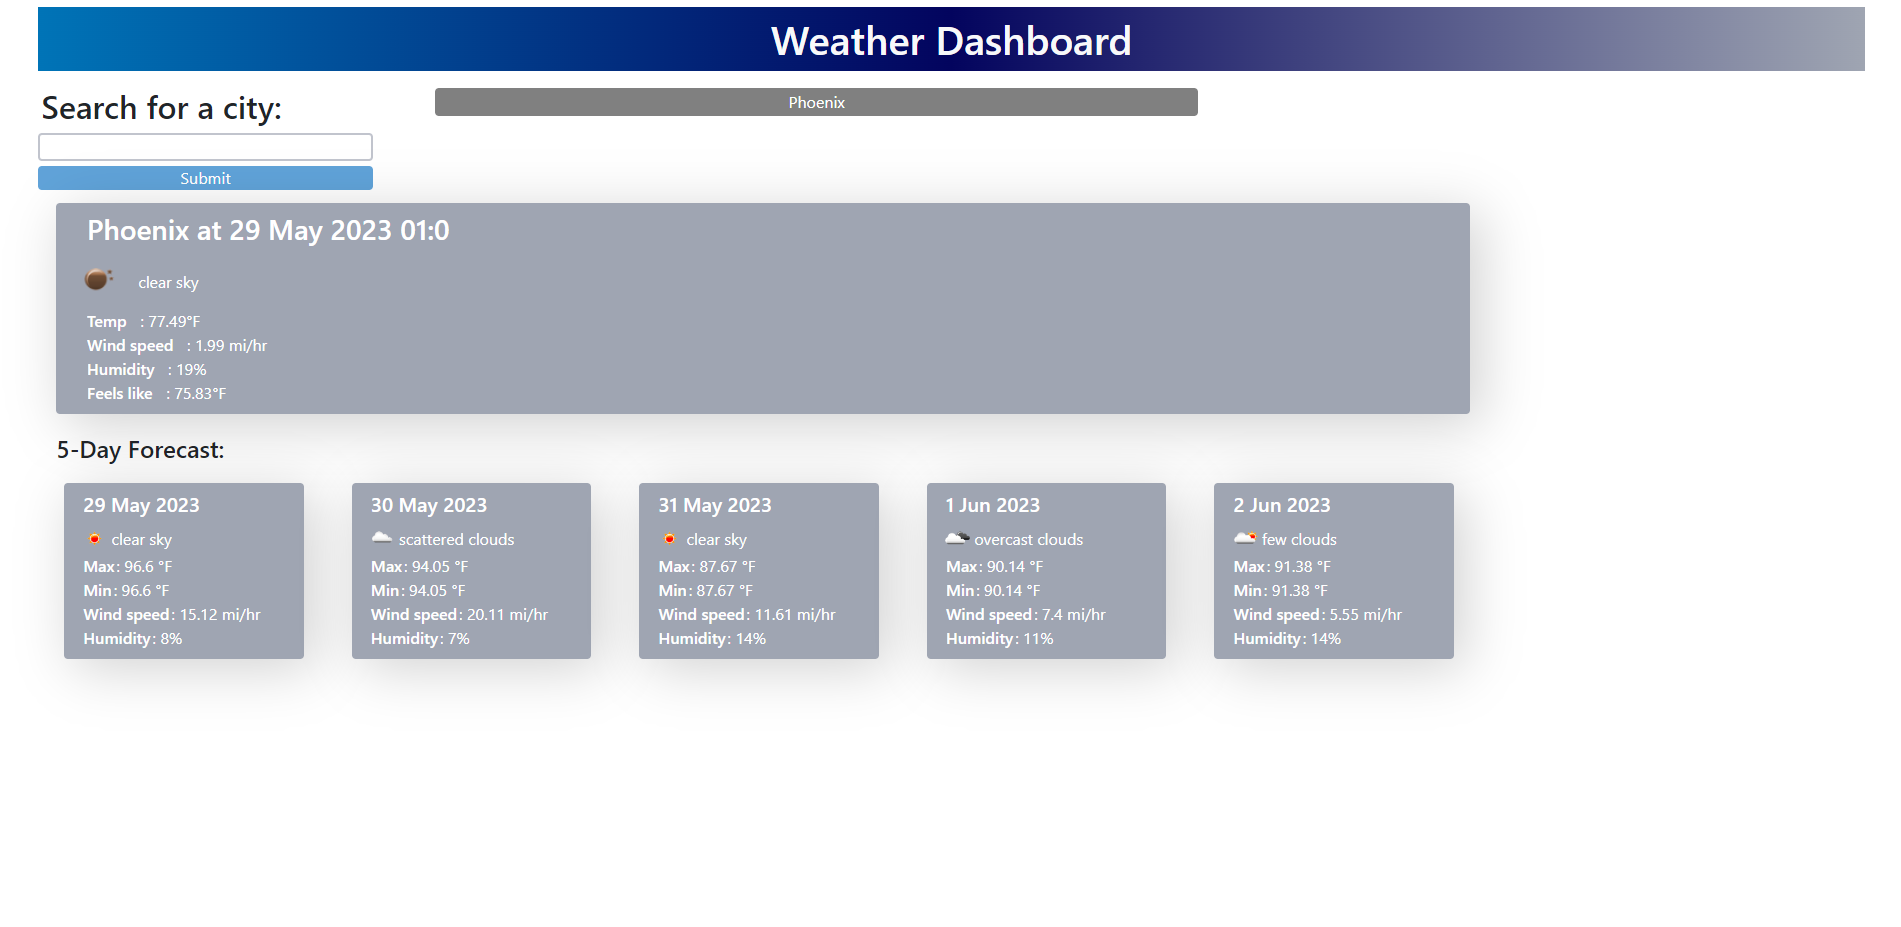 Weather Dashboard
Search for a city:
Phoenix
Submit
Phoenix at 29 May 2023 01:0
clear sky
Temp : 77.49°F
Wind speed : 1.99 mi/hr
Humidity : 19%
Feels like : 75.83°F
5-Day Forecast:
29 May 2023
clear sky
Max: 96.6 °F
Min: 96.6 °F
Wind speed: 15.12 mi/hr
Humidity: 8%
30 May 2023
scattered clouds
Max: 94.05 °F
Min: 94.05 °F
Wind speed: 20.11 mi/hr
Humidity: 7%
31 May 2023
clear sky
Max: 87.67 °F
Min: 87.67 °F
Wind speed: 11.61 mi/hr
Humidity: 14%
1 Jun 2023
overcast clouds
Max: 90.14 °F
Min: 90.14 °F
Wind speed: 7.4 mi/hr
Humidity: 11%
2 Jun 2023
few clouds
Max: 91.38 °F
Min: 91.38 °F
Wind speed: 5.55 mi/hr
Humidity: 14%